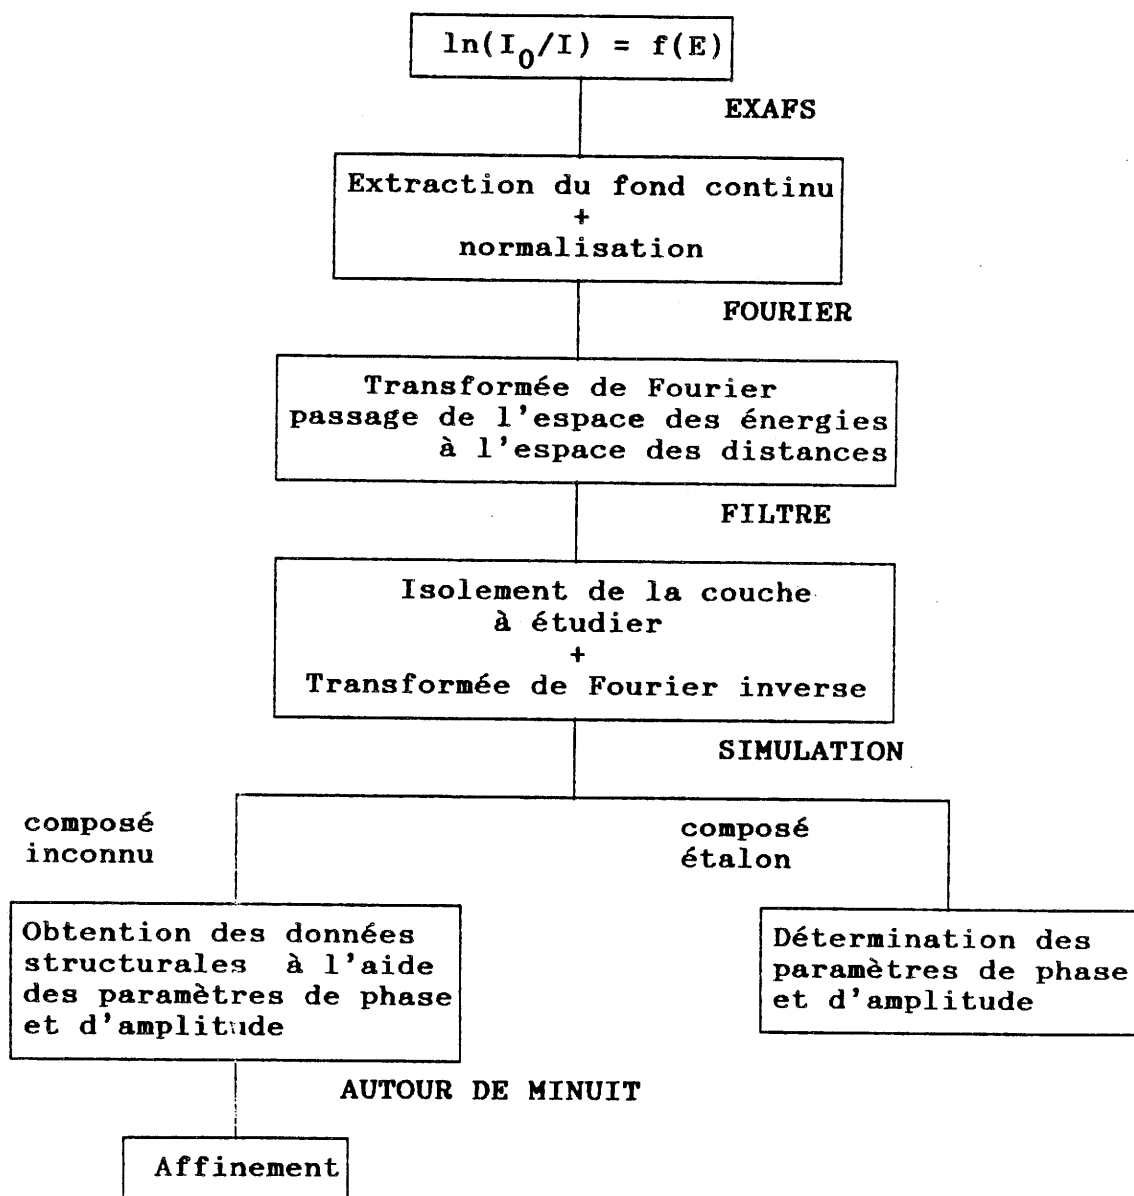 ln(I0/I) = f(E)
EXAFS
Extraction du fond continu
+
normalisation
FOURIER
Transformée de Fourier
passage de l'espace des énergies
à l'espace des distances
FILTRE
Isolement de la couche
à étudier
+
Transformée de Fourier inverse
SIMULATION
composé
inconnu
composé
étalon
Obtention des données
structurales à l'aide
des paramètres de phase
et d'amplitude
Détermination des
paramètres de phase
et d'amplitude
AUTOUR DE MINUIT
Affinement